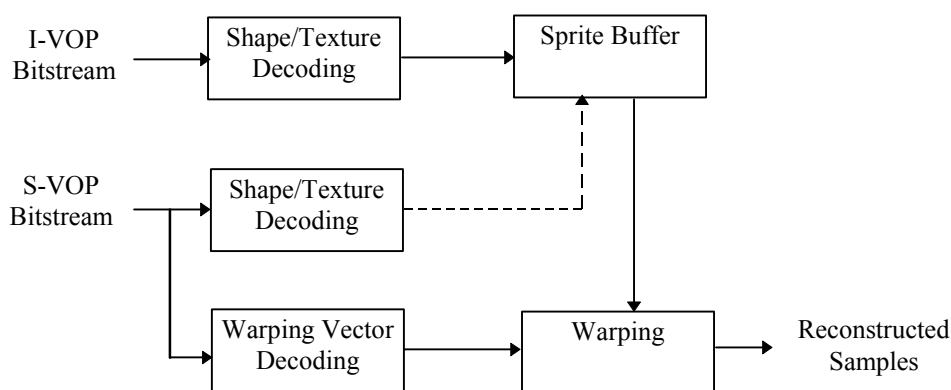 I-VOP
Bitstream
Shape/Texture
Decoding
Sprite Buffer
S-VOP
Bitstream
Shape/Texture
Decoding
Warping Vector
Decoding
Warping
Reconstructed
Samples